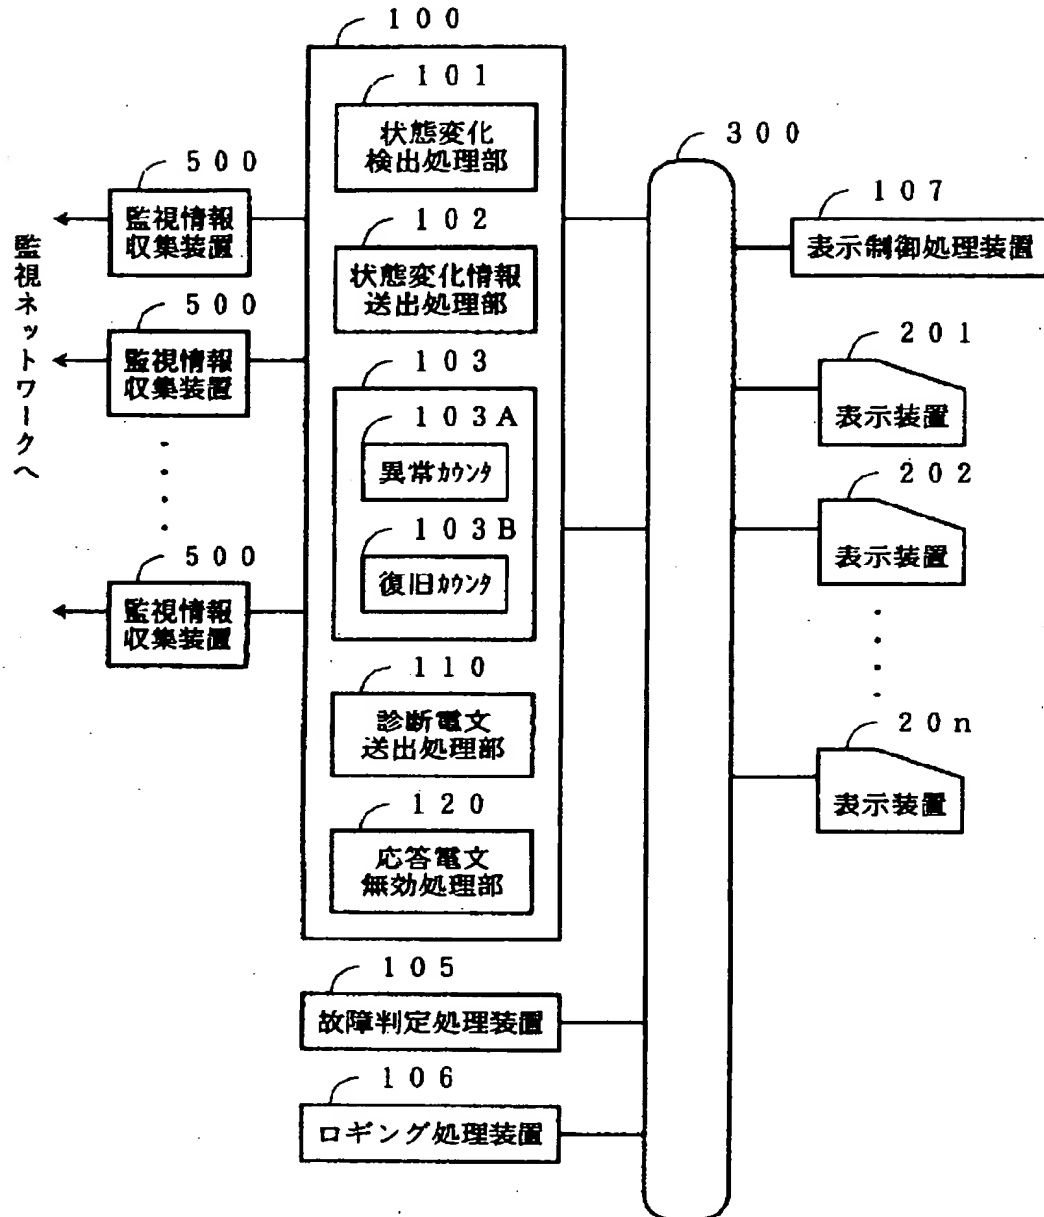 100
101
状態変化
検出処理部
102
状態変化情報
送出処理部
103
103A
異常カウンタ
103B
復旧カウンタ
110
診断電文
送出処理部
120
応答電文
無効処理部
500
監視情報
収集装置
500
監視情報
収集装置
500
監視情報
収集装置
監視ネットワークへ
105
故障判定処理装置
106
ロギング処理装置
300
107
表示制御処理装置
201
表示装置
202
表示装置
20n
表示装置